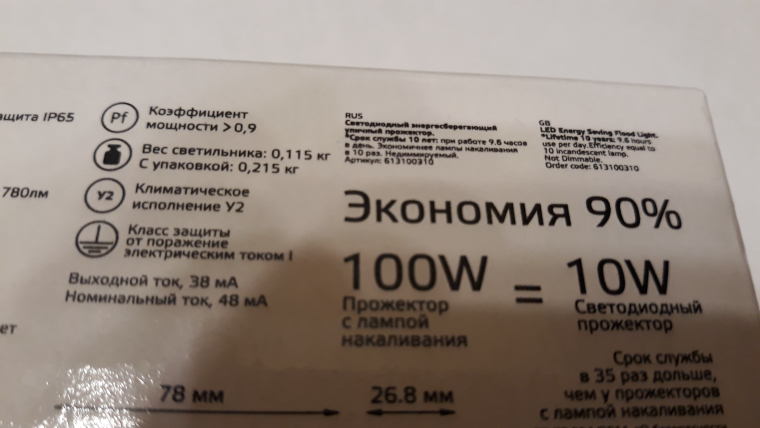 защита IP65
780лм
Pf
Коэффициент
мощности > 0,9
Вес светильника: 0,115 кг
С упаковкой: 0,215 кг
У2
Климатическое
исполнение У2
Класс защиты
от поражение
электрическим током I
Выходной ток, 38 мА
Номинальный ток, 48 мА
RUS
Светодиодный энергосберегающий
уличный прожектор.
*Срок службы 10 лет: при работе 9.6 часов
в день. Экономичнее лампы накаливания
в 10 раз. Недиммируемый.
Артикул: 613100310
GB
LED Energy Saving Flood Light.
*Lifetime 10 years: 9.6 hours
use per day. Efficiency equal to
10 incandescent lamp.
Not Dimmable.
Order code: 613100310
Экономия 90%
100W = 10W
Прожектор
с лампой
накаливания
Светодиодный
прожектор
Срок службы
в 35 раз дольше,
чем у прожекторов
с лампой накаливания
78 мм
26.8 мм